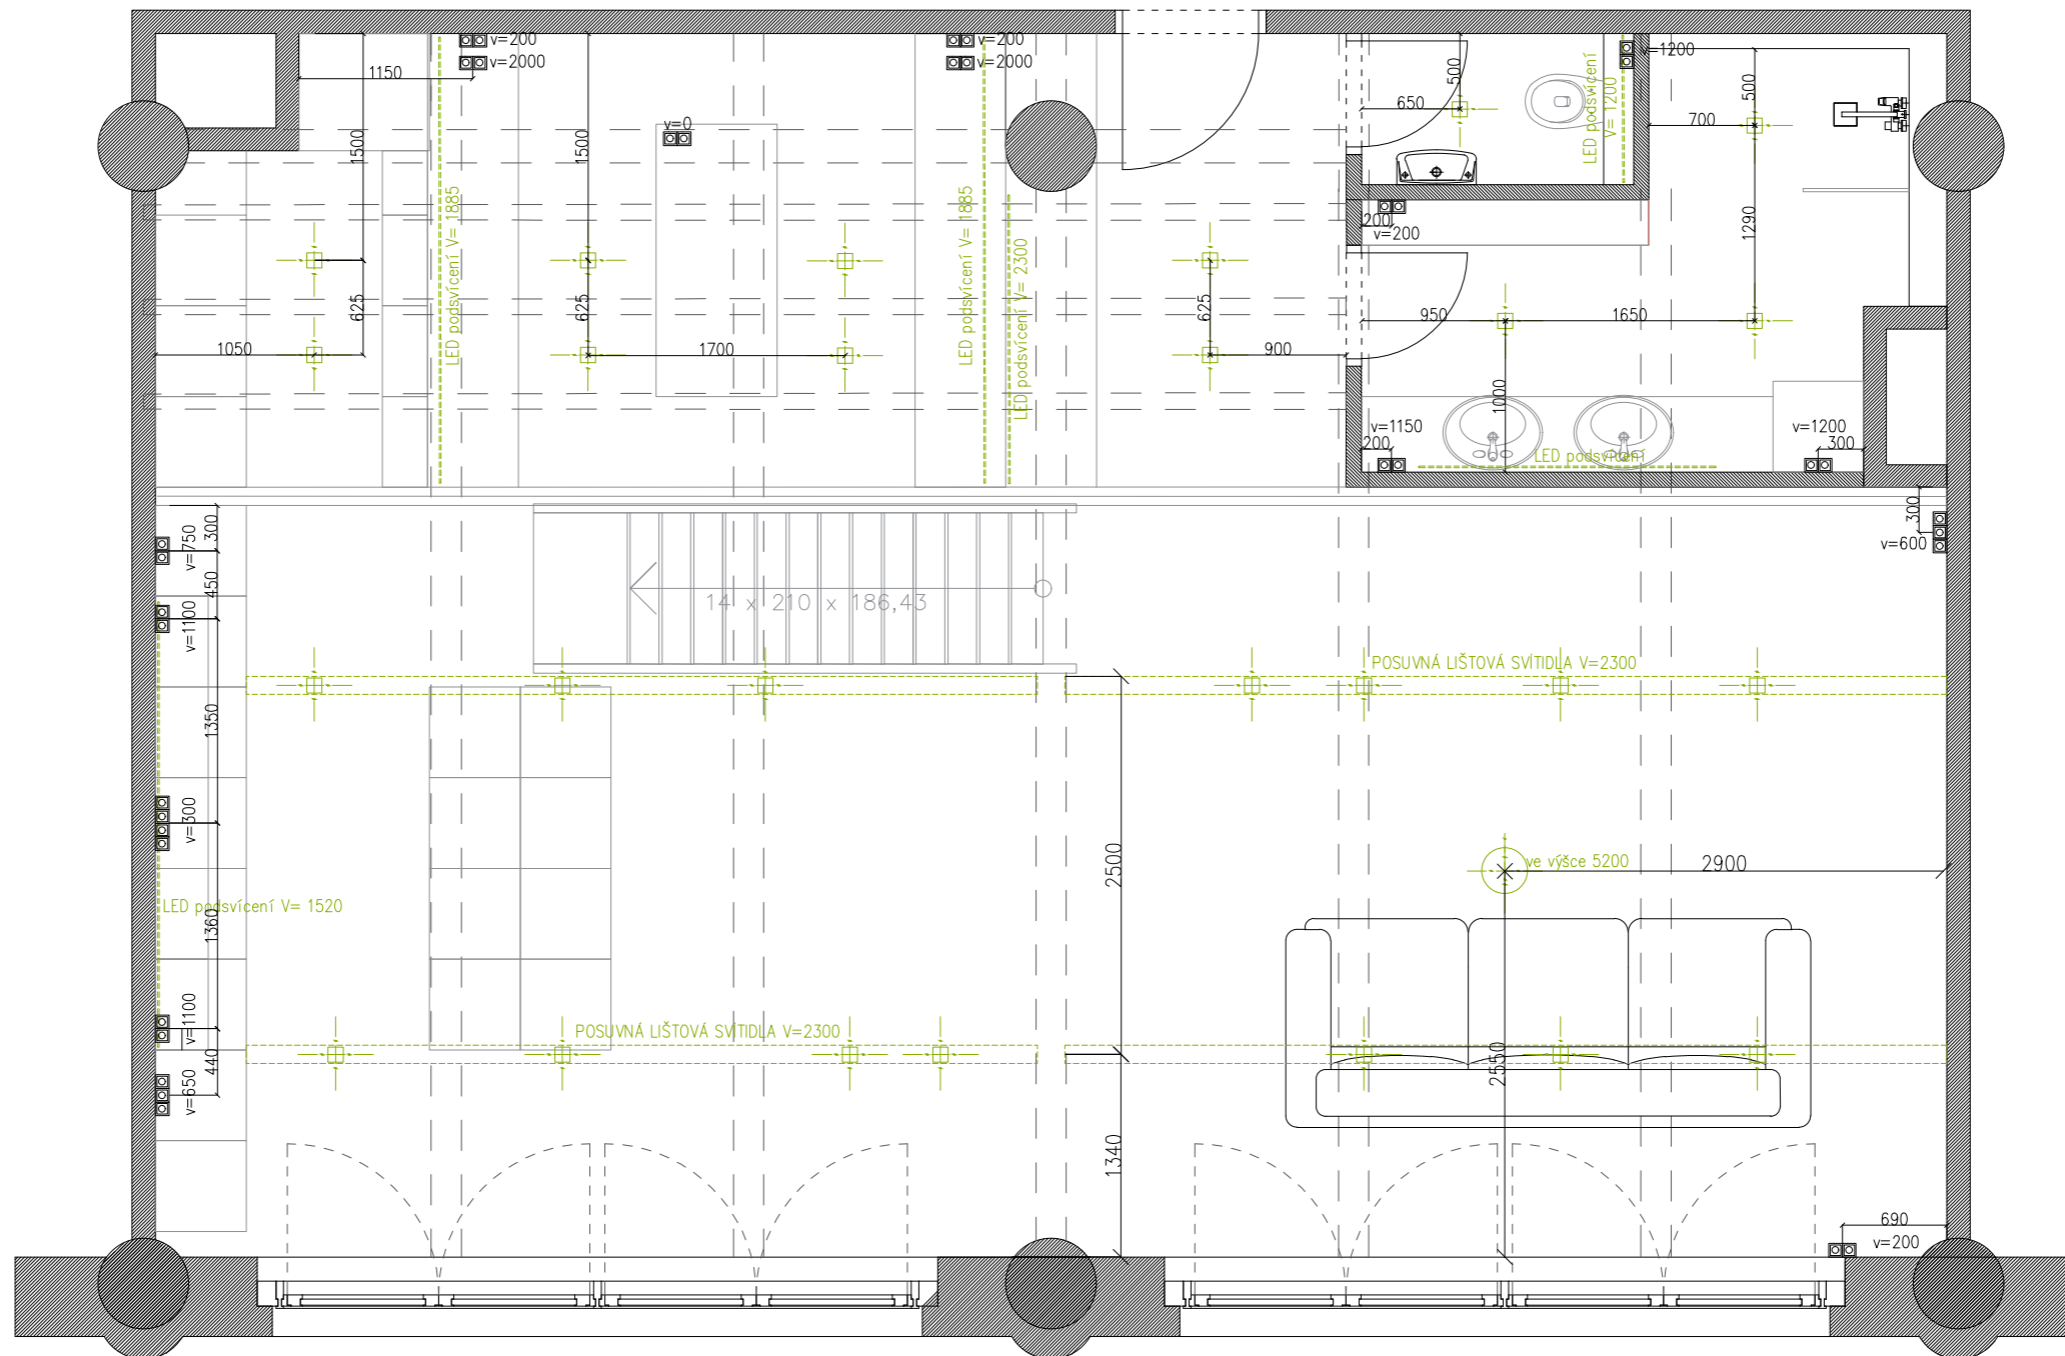 v=200
v=2000
1150
1500
v=0
1500
v=200
v=2000
500
650
LED podsvícení
V= 1200
v=1200
500
700
1290
200
v=200
LED podsvícení V= 1885
LED podsvícení V= 1885
LED podsvícení V= 2300
625
1050
625
1700
625
900
950
1650
1000
v=1150
200
LED podsvícení
v=1200
300
300
v=600
300
v=750
450
v=1100
14 x 210 x 186,43
POSUVNÁ LIŠTOVÁ SVÍTIDLA V=2300
1350
v=300
2500
ve výšce 5200
2900
LED podsvícení V= 1520
1360
v=1100
POSUVNÁ LIŠTOVÁ SVÍTIDLA V=2300
440
v=650
2550
1340
690
v=200